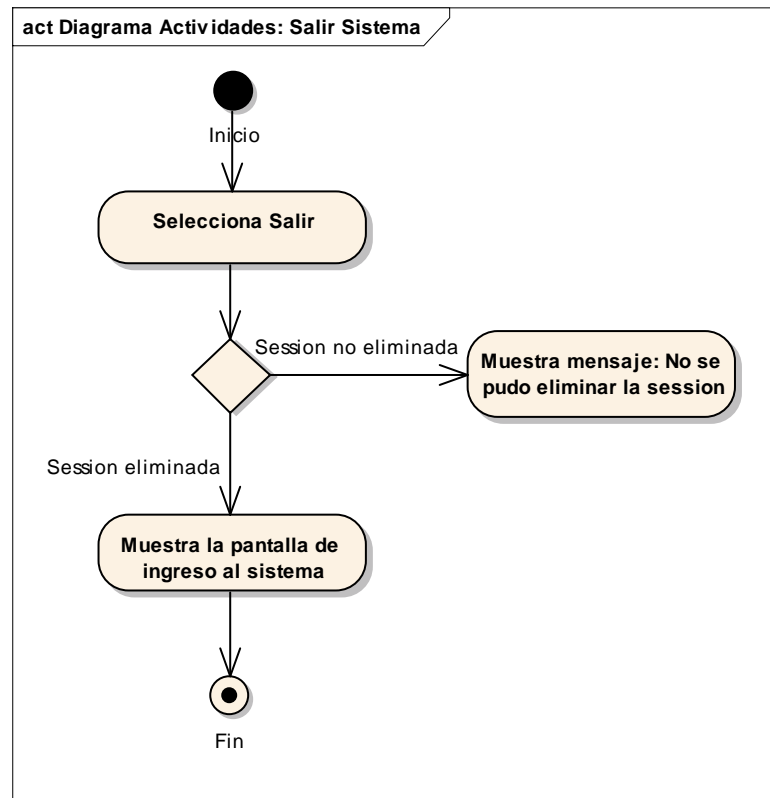 act Diagrama Actividades: Salir Sistema
Inicio
Selecciona Salir
Session no eliminada
Muestra mensaje: No se
pudo eliminar la session
Session eliminada
Muestra la pantalla de
ingreso al sistema
Fin